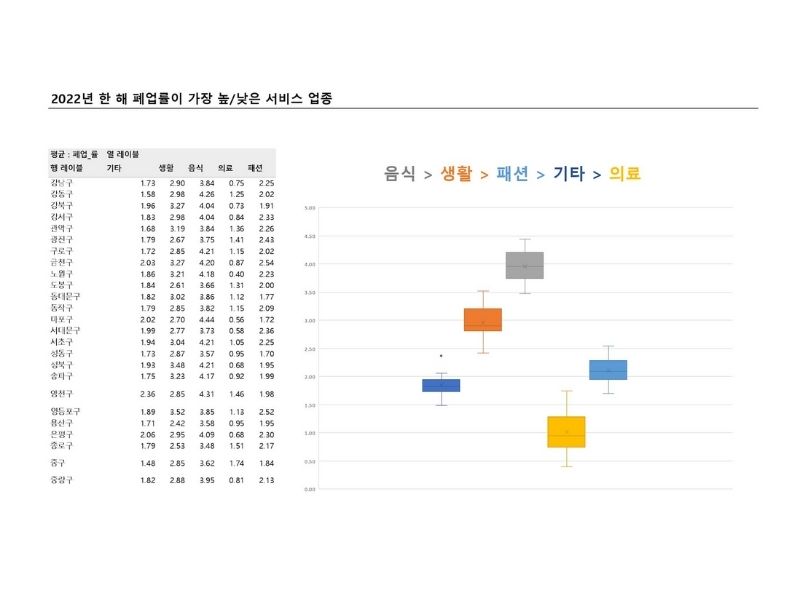 2022년 한 해 폐업률이 가장 높/낮은 서비스 업종
평균 : 폐업_률 열 레이블
행 레이블 기타 생활 음식 의료 패션
강남구 1.73 2.90 3.84 0.75 2.25
강동구 1.58 2.98 4.26 1.25 2.02
강북구 1.96 3.27 4.04 0.73 1.91
강서구 1.83 2.98 4.04 0.84 2.33
관악구 1.68 3.19 3.84 1.36 2.26
광진구 1.79 2.67 3.75 1.41 2.43
구로구 1.72 2.85 4.21 1.15 2.02
금천구 2.03 3.27 4.20 0.87 2.54
노원구 1.86 3.21 4.18 0.40 2.23
도봉구 1.84 2.61 3.66 1.31 2.00
동대문구 1.82 3.02 3.86 1.12 1.77
동작구 1.79 2.85 3.82 1.15 2.09
마포구 2.02 2.70 4.44 0.56 1.72
서대문구 1.99 2.77 3.73 0.58 2.36
서초구 1.94 3.04 4.21 1.05 2.25
성동구 1.73 2.87 3.57 0.95 1.70
성북구 1.93 3.48 4.21 0.68 1.95
송파구 1.75 3.23 4.17 0.92 1.99
양천구 2.36 2.85 4.31 1.46 1.98
영등포구 1.89 3.52 3.85 1.13 2.52
용산구 1.71 2.42 3.58 0.95 1.95
은평구 2.06 2.95 4.09 0.68 2.30
종로구 1.79 2.53 3.48 1.51 2.17
중구 1.48 2.85 3.62 1.74 1.84
중랑구 1.82 2.88 3.95 0.81 2.13
음식 > 생활 > 패션 > 기타 > 의료
5.00
4.50
4.00
3.50
3.00
2.50
2.00
1.50
1.00
0.50
0.00